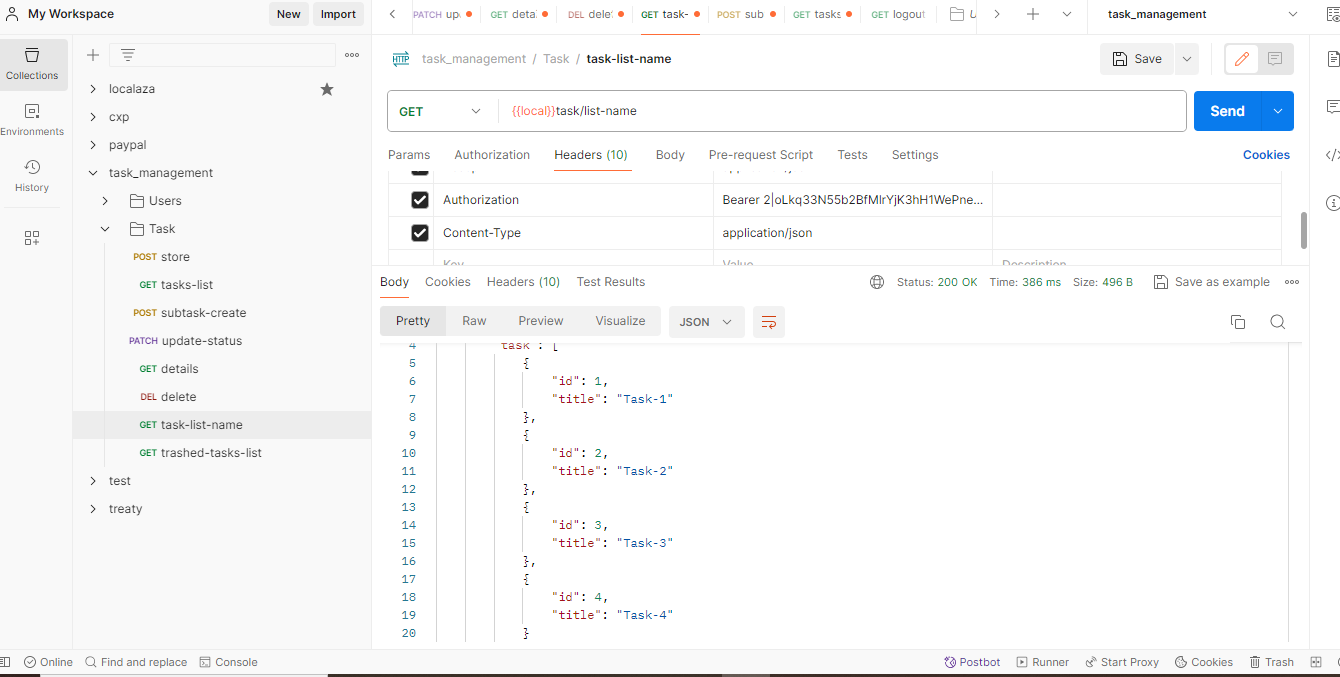 My Workspace
New
Import
PATCH
GET
DEL
GET task-
POST sub
GET tasks
GET logout
task_management
Collections
Environments
History
localaza
cxp
paypal
task_management
Users
Task
POST store
GET tasks-list
POST subtask-create
PATCH update-status
GET details
DEL delete
GET task-list-name
GET trashed-tasks-list
test
treaty
HTTP
task_management / Task / task-list-name
Save
GET
{{local}}task/list-name
Send
Params Authorization Headers (10) Body Pre-request Script Tests Settings Cookies
Authorization Bearer 2|oLkq33N55b2BfMlrYjK3hH1WePne...
Content-Type application/json
Key Value Description
Body Cookies Headers (10) Test Results
Status: 200 OK Time: 386 ms Size: 496 B Save as example
Pretty Raw Preview Visualize JSON
4 "task": [
5 {
6 "id": 1,
7 "title": "Task-1"
8 },
9 {
10 "id": 2,
11 "title": "Task-2"
12 },
13 {
14 "id": 3,
15 "title": "Task-3"
16 },
17 {
18 "id": 4,
19 "title": "Task-4"
20 }
Online Find and replace Console
Postbot Runner Start Proxy Cookies Trash